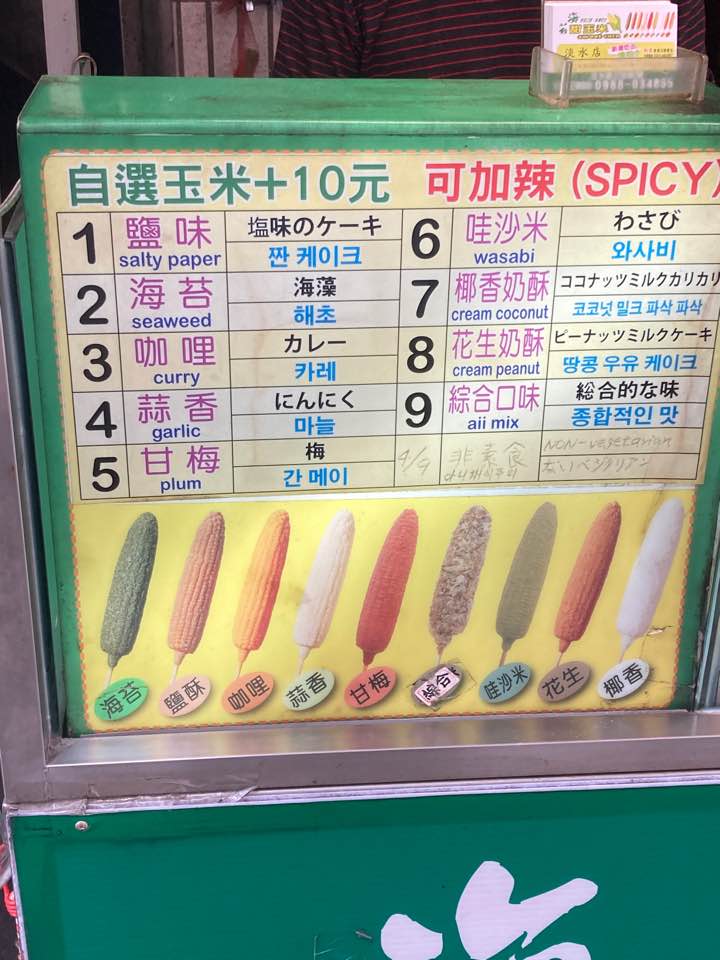 甜玉米
淡水店
0968-034855
自選玉米+10元 可加辣 (SPICY)
1 鹽味 salty paper 塩味のケーキ 짠 케이크
2 海苔 seaweed 海藻 해초
3 咖哩 curry カレー 카레
4 蒜香 garlic にんにく 마늘
5 甘梅 plum 梅 간 메이
6 哇沙米 wasabi わさび 와사비
7 椰香奶酥 cream coconut ココナッツミルクカリカリ 코코넛 밀크 파삭 파삭
8 花生奶酥 cream peanut ピーナッツミルクケーキ 땅콩 우유 케이크
9 綜合口味 aii mix 総合的な味 종합적인 맛
4/9 非素食 NON-vegetarian
海苔 鹽酥 咖哩 蒜香 甘梅 綜合 哇沙米 花生 椰香
海